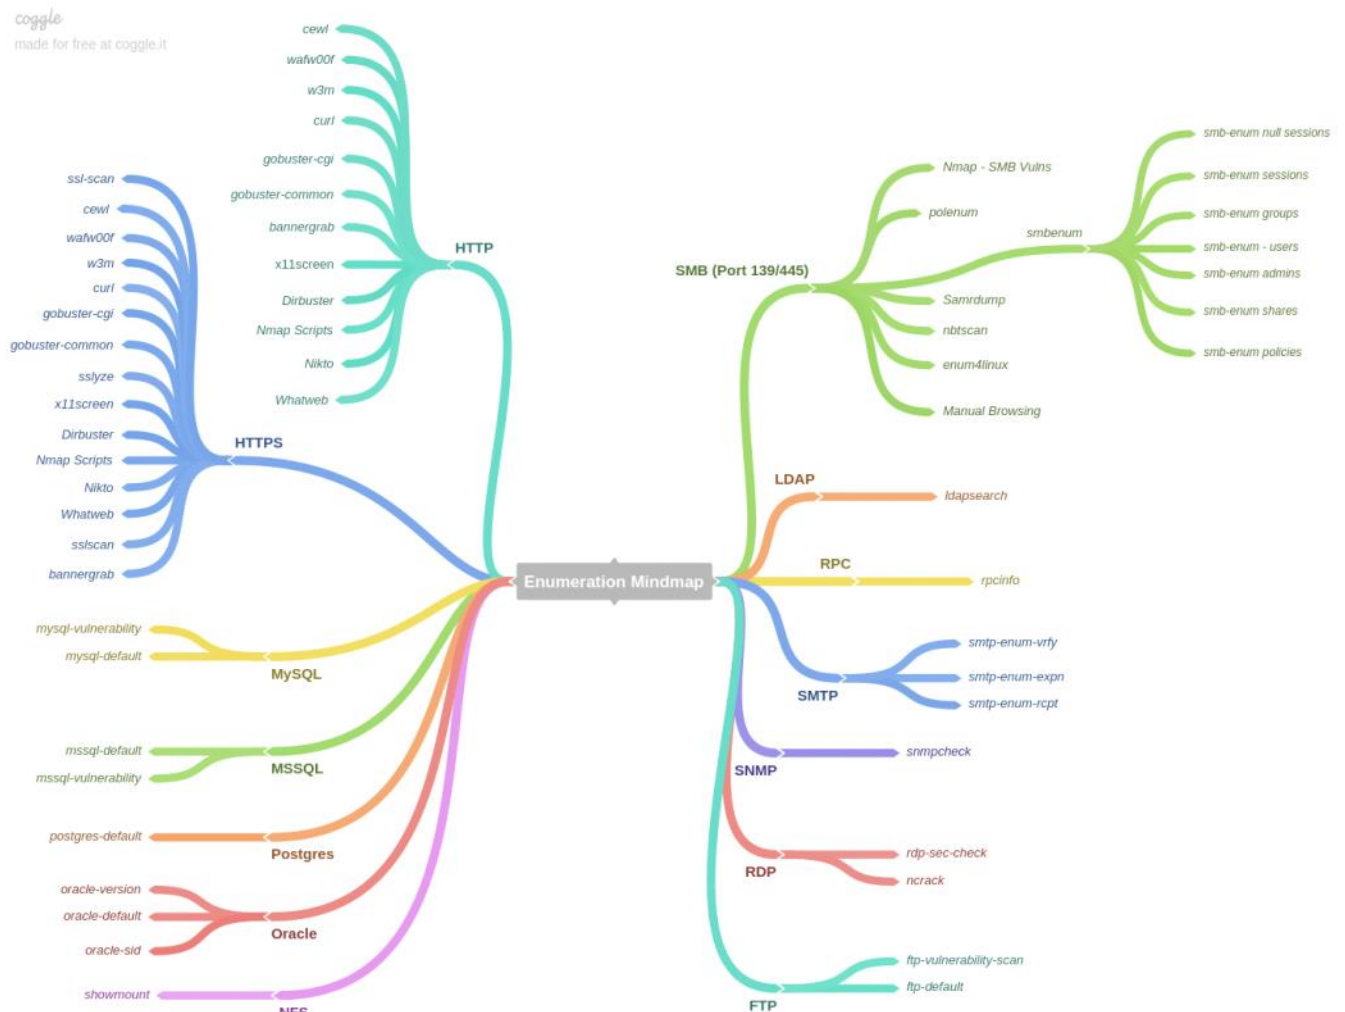 coggle
made for free at coggle.it
cewl
wafw00f
w3m
curl
gobuster-cgi
gobuster-common
bannergrab
x11screen
Dirbuster
Nmap Scripts
Nikto
Whatweb
HTTP
ssl-scan
cewl
wafw00f
w3m
curl
gobuster-cgi
gobuster-common
sslyze
x11screen
Dirbuster
Nmap Scripts
Nikto
Whatweb
sslscan
bannergrab
HTTPS
mysql-vulnerability
mysql-default
MySQL
mssql-default
mssql-vulnerability
MSSQL
postgres-default
Postgres
oracle-version
oracle-default
oracle-sid
Oracle
showmount
NFS
Enumeration Mindmap
SMB (Port 139/445)
Nmap - SMB Vulns
polenum
smbenum
smb-enum null sessions
smb-enum sessions
smb-enum groups
smb-enum - users
smb-enum admins
smb-enum shares
smb-enum policies
Samrdump
nbtscan
enum4linux
Manual Browsing
LDAP
ldapsearch
RPC
rpcinfo
SMTP
smtp-enum-vrfy
smtp-enum-expn
smtp-enum-rcpt
SNMP
snmpcheck
RDP
rdp-sec-check
ncrack
FTP
ftp-vulnerability-scan
ftp-default